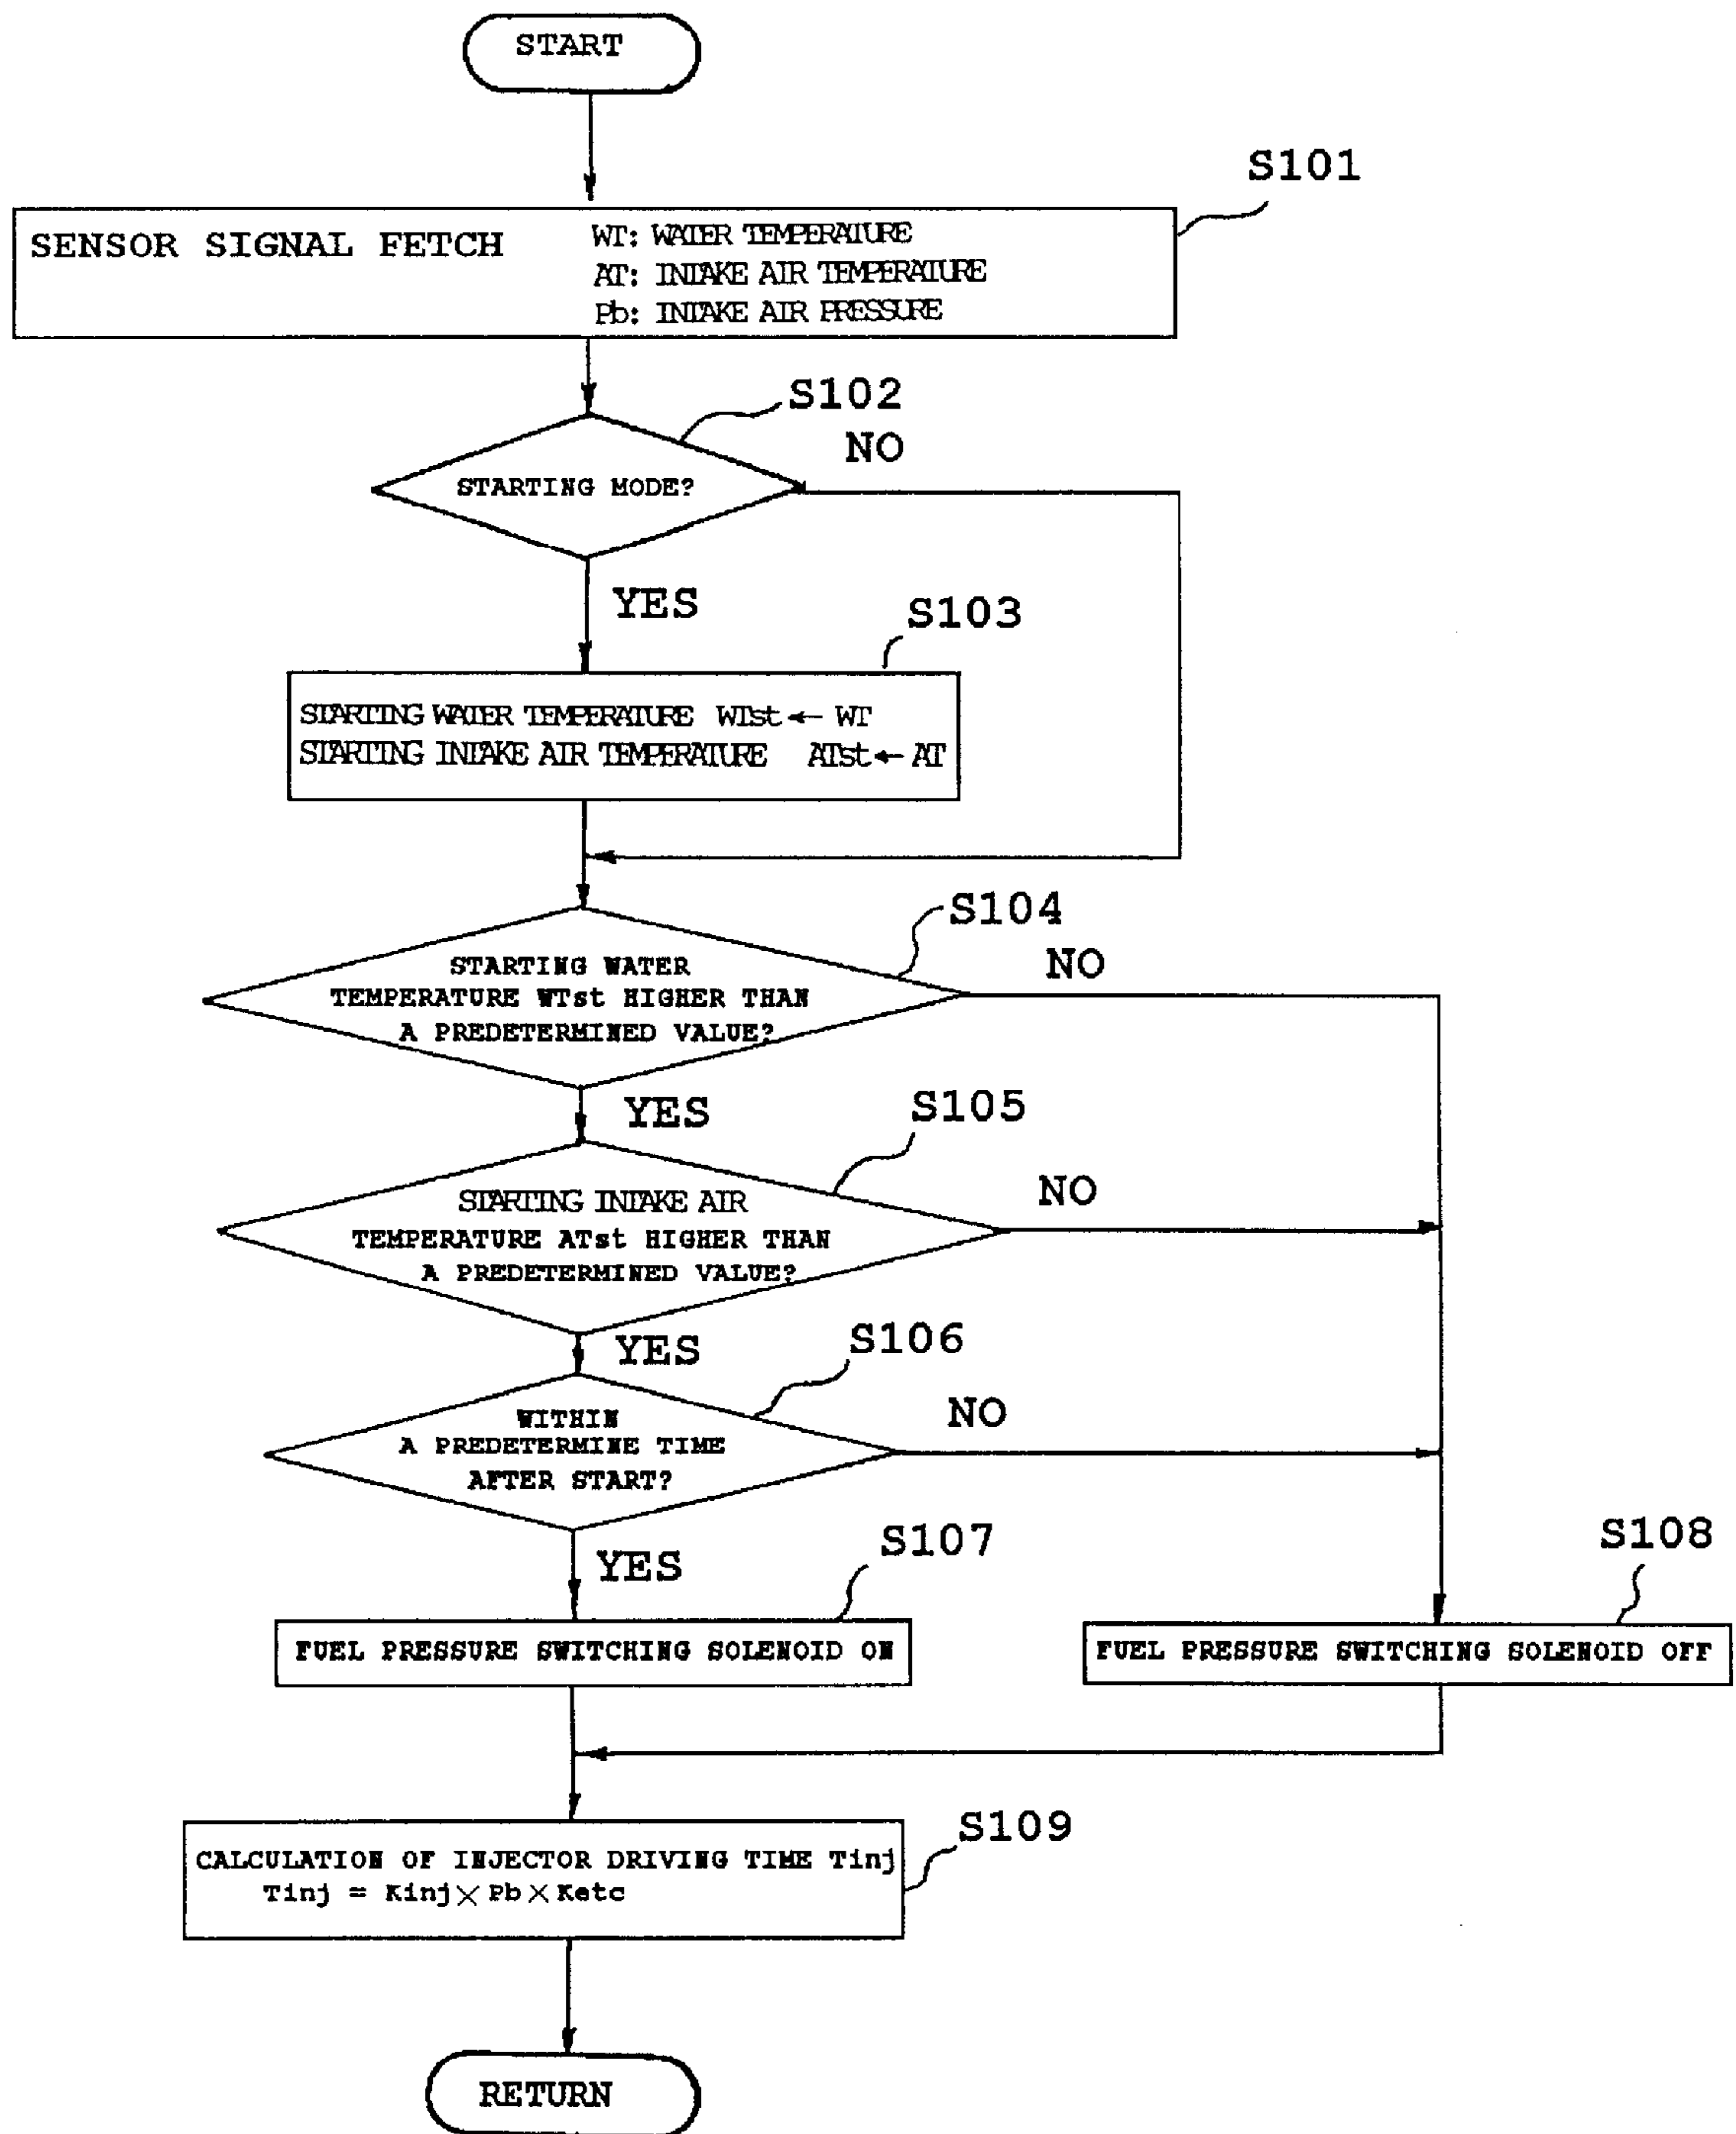 START
S101
SENSOR SIGNAL FETCH
WT: WATER TEMPERATURE
AT: INTAKE AIR TEMPERATURE
Pb: INTAKE AIR PRESSURE
S102
NO
STARTING MODE?
YES
S103
STARTING WATER TEMPERATURE WTst ← WT
STARTING INTAKE AIR TEMPERATURE ATst ← AT
S104
NO
STARTING WATER
TEMPERATURE WTst HIGHER THAN
A PREDETERMINED VALUE?
YES
S105
NO
STARTING INTAKE AIR
TEMPERATURE ATst HIGHER THAN
A PREDETERMINED VALUE?
YES
S106
NO
WITHIN
A PREDETERMINE TIME
AFTER START?
YES
S107
S108
FUEL PRESSURE SWITCHING SOLENOID ON
FUEL PRESSURE SWITCHING SOLENOID OFF
S109
CALCULATION OF INJECTOR DRIVING TIME Tinj
Tinj = Kinj × Pb × Ketc
RETURN